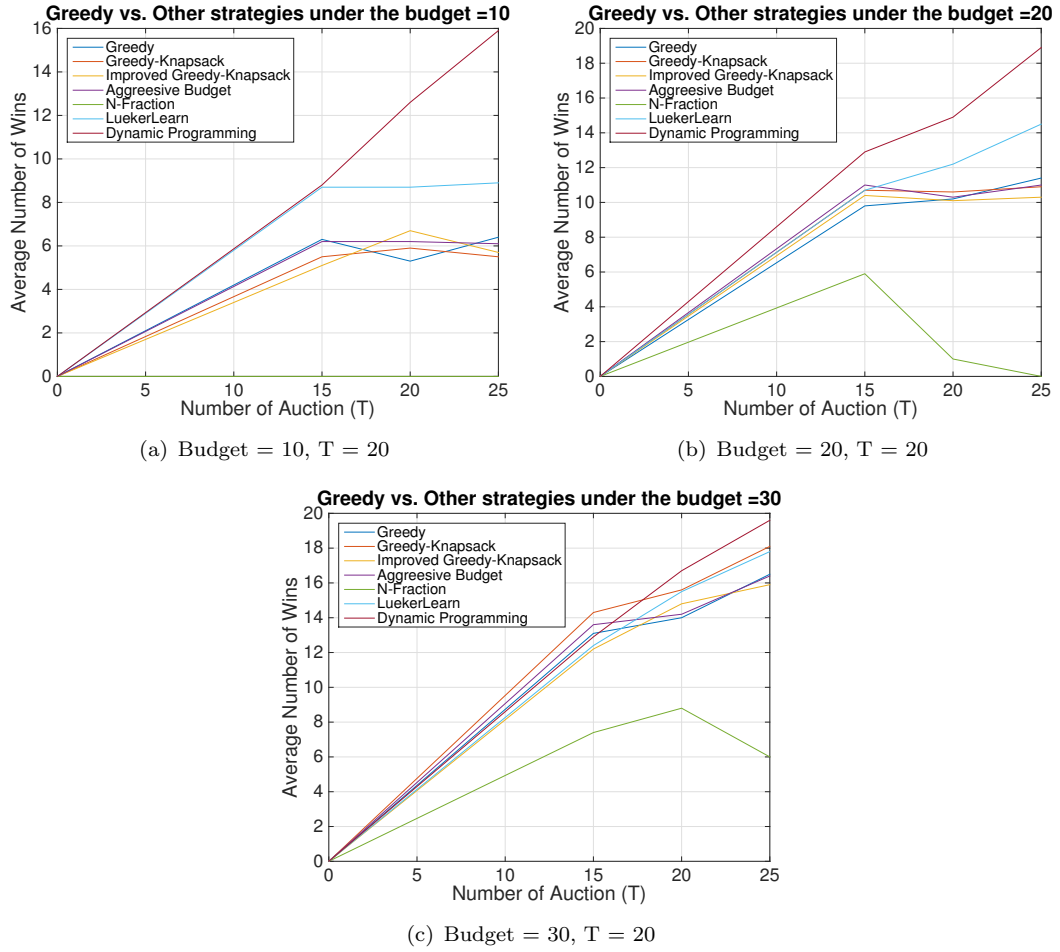 Greedy vs. Other strategies under the budget =10
16
14
12
10
8
6
4
2
0
Average Number of Wins
Greedy
Greedy-Knapsack
Improved Greedy-Knapsack
Aggreesive Budget
N-Fraction
LuekerLearn
Dynamic Programming
0 5 10 15 20 25
Number of Auction (T)
(a) Budget = 10, T = 20
Greedy vs. Other strategies under the budget =20
20
18
16
14
12
10
8
6
4
2
0
Average Number of Wins
Greedy
Greedy-Knapsack
Improved Greedy-Knapsack
Aggreesive Budget
N-Fraction
LuekerLearn
Dynamic Programming
0 5 10 15 20 25
Number of Auction (T)
(b) Budget = 20, T = 20
Greedy vs. Other strategies under the budget =30
20
18
16
14
12
10
8
6
4
2
0
Average Number of Wins
Greedy
Greedy-Knapsack
Improved Greedy-Knapsack
Aggreesive Budget
N-Fraction
LuekerLearn
Dynamic Programming
0 5 10 15 20 25
Number of Auction (T)
(c) Budget = 30, T = 20